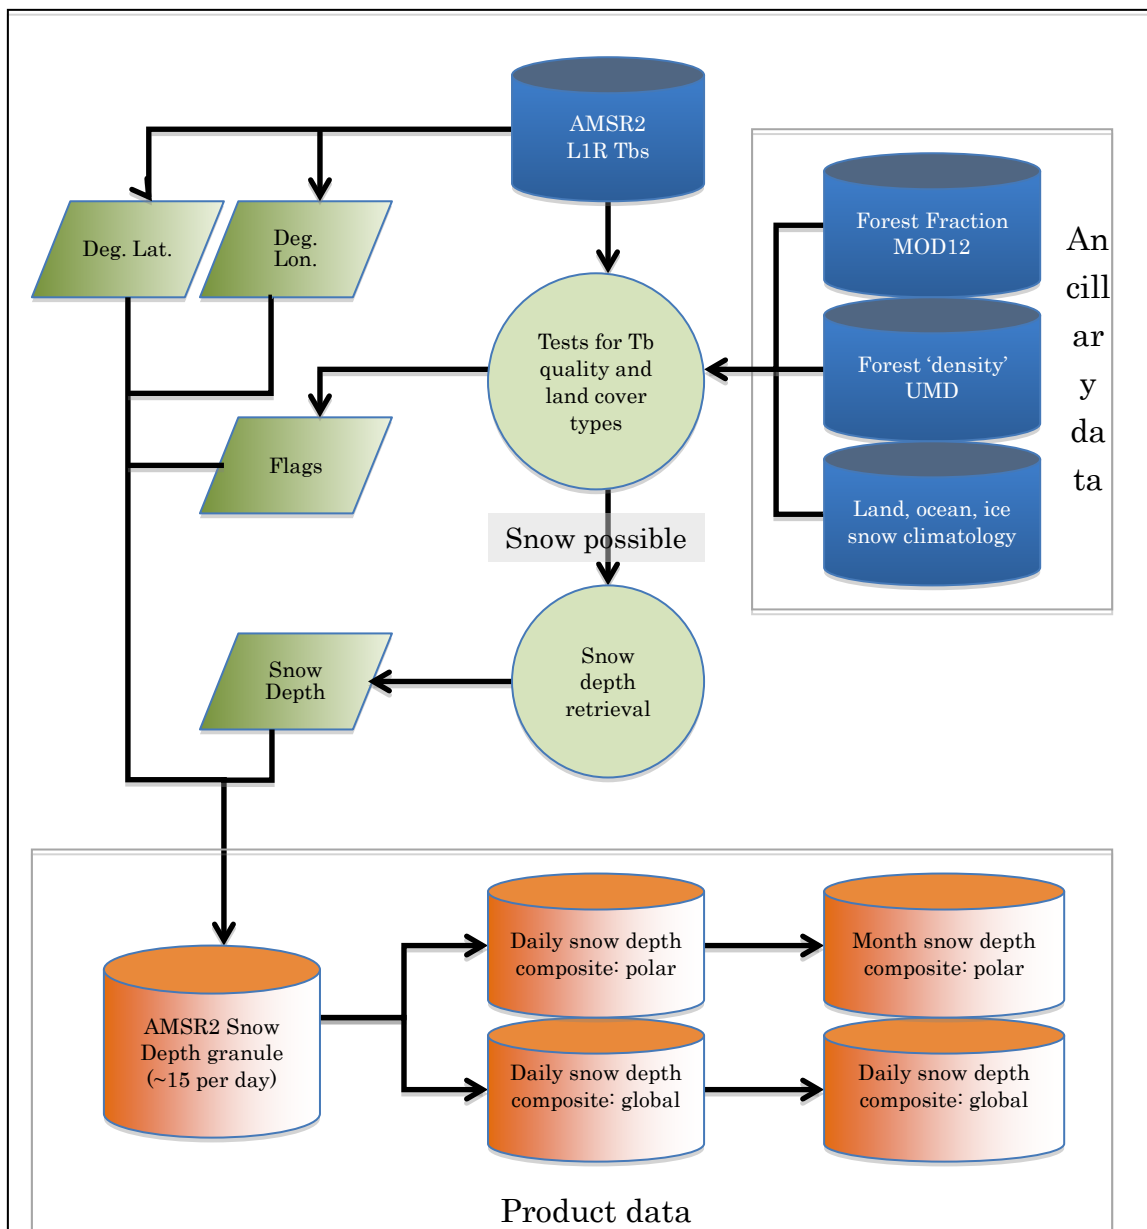 AMSR2
L1R Tbs
Deg. Lat.
Deg.
Lon.
Forest Fraction
MOD12
An
cill
ar
y
da
ta
Tests for Tb
quality and
land cover
types
Forest ‘density’
UMD
Flags
Land, ocean, ice
snow climatology
Snow possible
Snow
Depth
Snow
depth
retrieval
AMSR2 Snow
Depth granule
(~15 per day)
Daily snow depth
composite: polar
Month snow depth
composite: polar
Daily snow depth
composite: global
Daily snow depth
composite: global
Product data